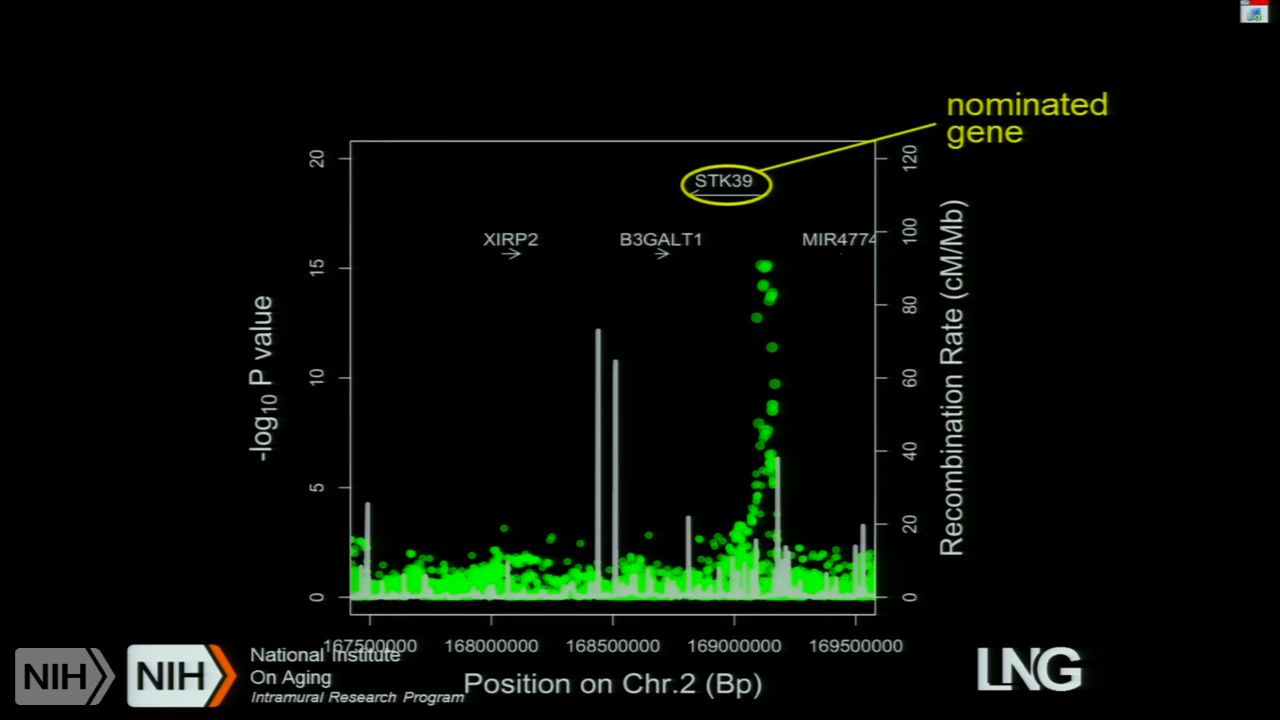 nominated
gene
20
15
10
5
0
-log10 P value
STK39
XIRP2
B3GALT1
MIR4774
120
100
80
60
40
20
0
Recombination Rate (cM/Mb)
167500000
168000000
168500000
169000000
169500000
Position on Chr.2 (Bp)
NIH
NIH
National Institute
On Aging
Intramural Research Program
LNG